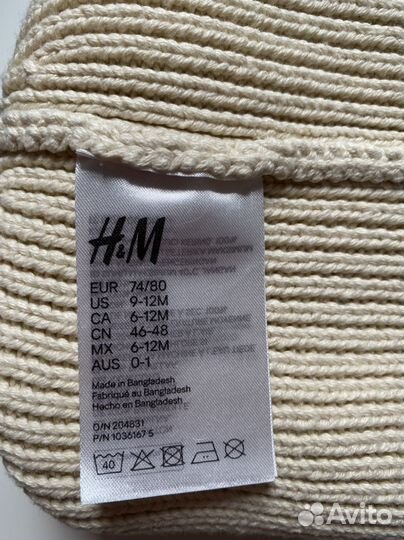 H&M
EUR 74/80
US 9-12M
CA 6-12M
CN 46-48
MX 6-12M
AUS 0-1
Made in Bangladesh
Fabriqué au Bangladesh
Hecho en Bangladesh
O/N 204831
P/N 1036167 5
40
Avito